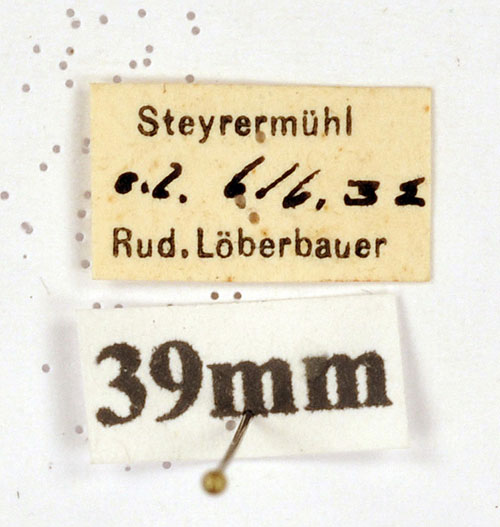 Steyrermühl
e.l. 6/6.32
Rud. Löberbauer
39mm